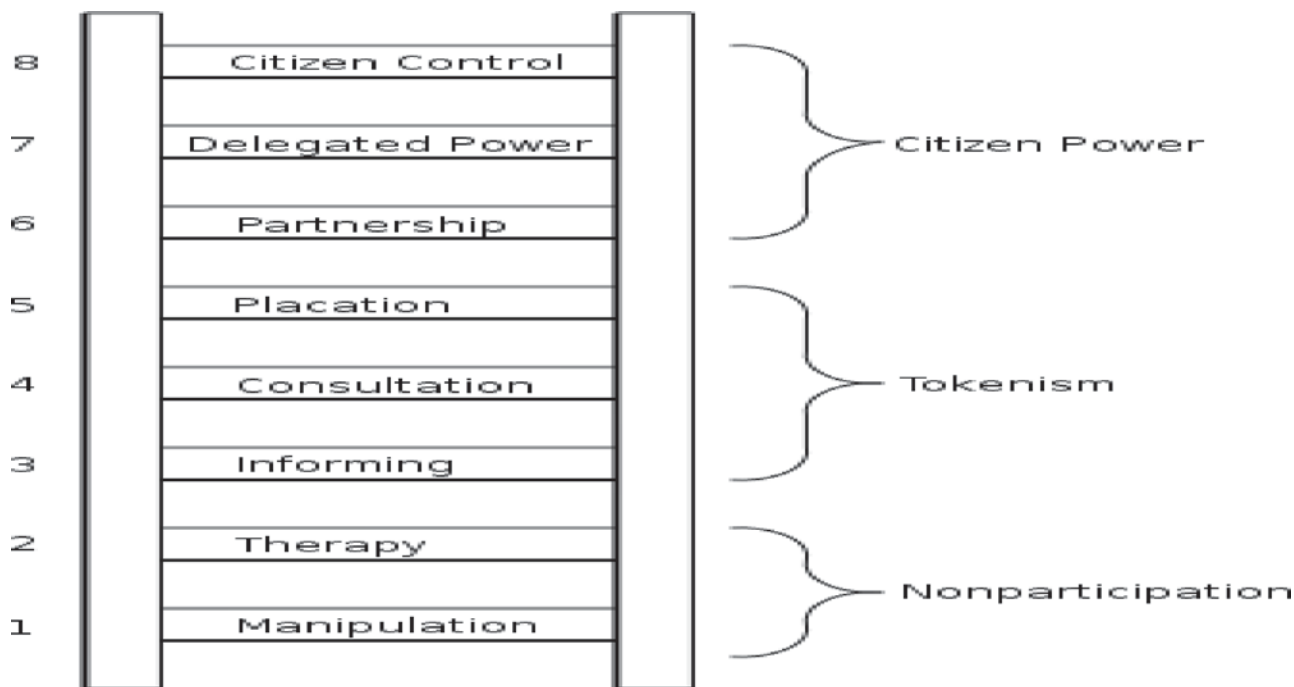 8 Citizen Control
7 Delegated Power
Citizen Power
6 Partnership
5 Placation
4 Consultation
Tokenism
3 Informing
2 Therapy
Nonparticipation
1 Manipulation